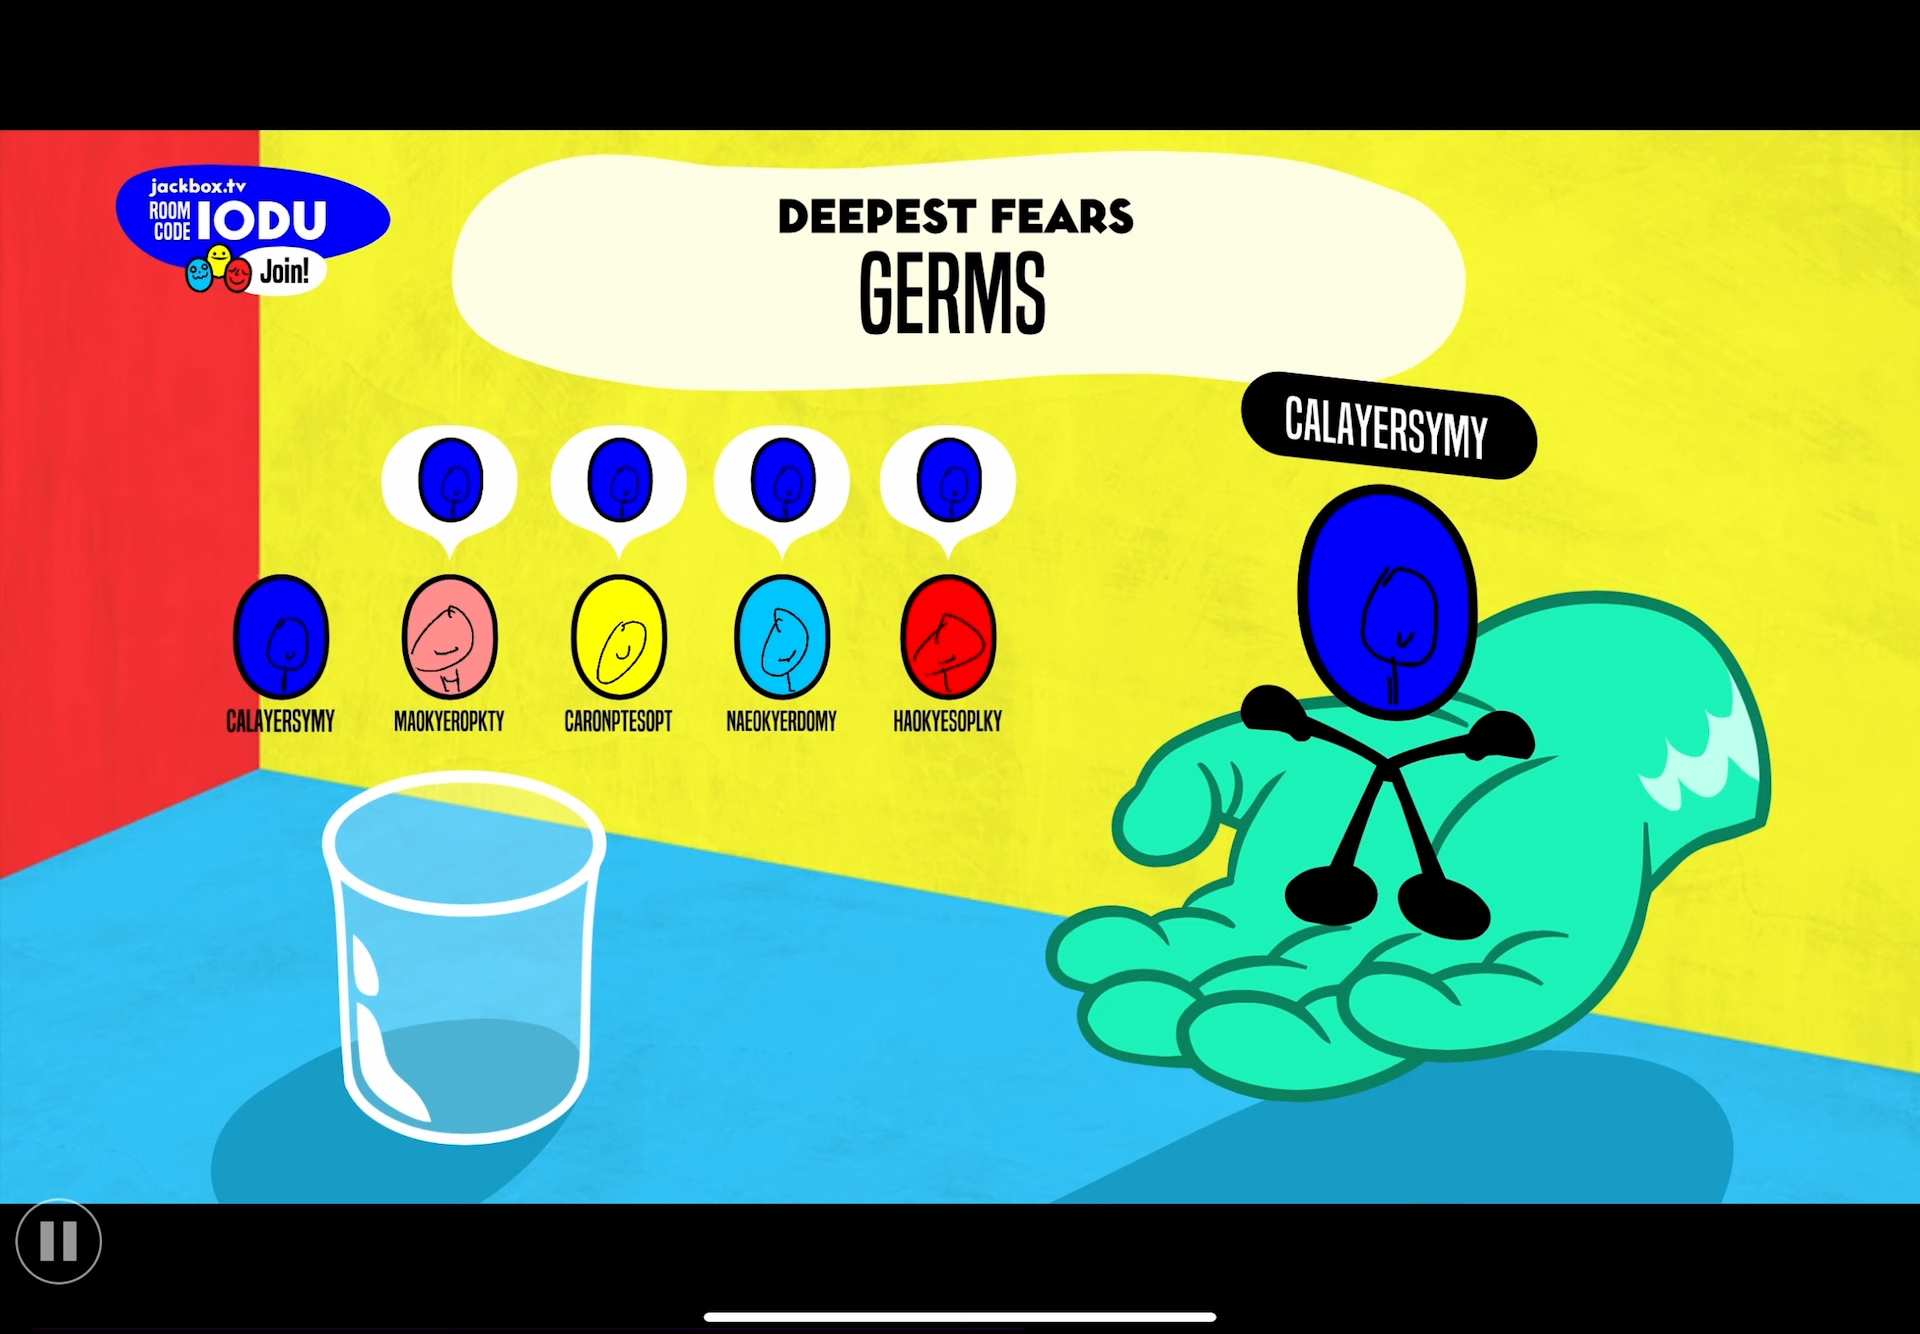 jackbox.tv
ROOM
CODE IODU
Join!
DEEPEST FEARS
GERMS
CALAYERSYMY
CALAYERSYMY
MAOKYEROPKTY
CARONPTESOPT
NAEOKYERDOMY
HAOKYESOPLKY